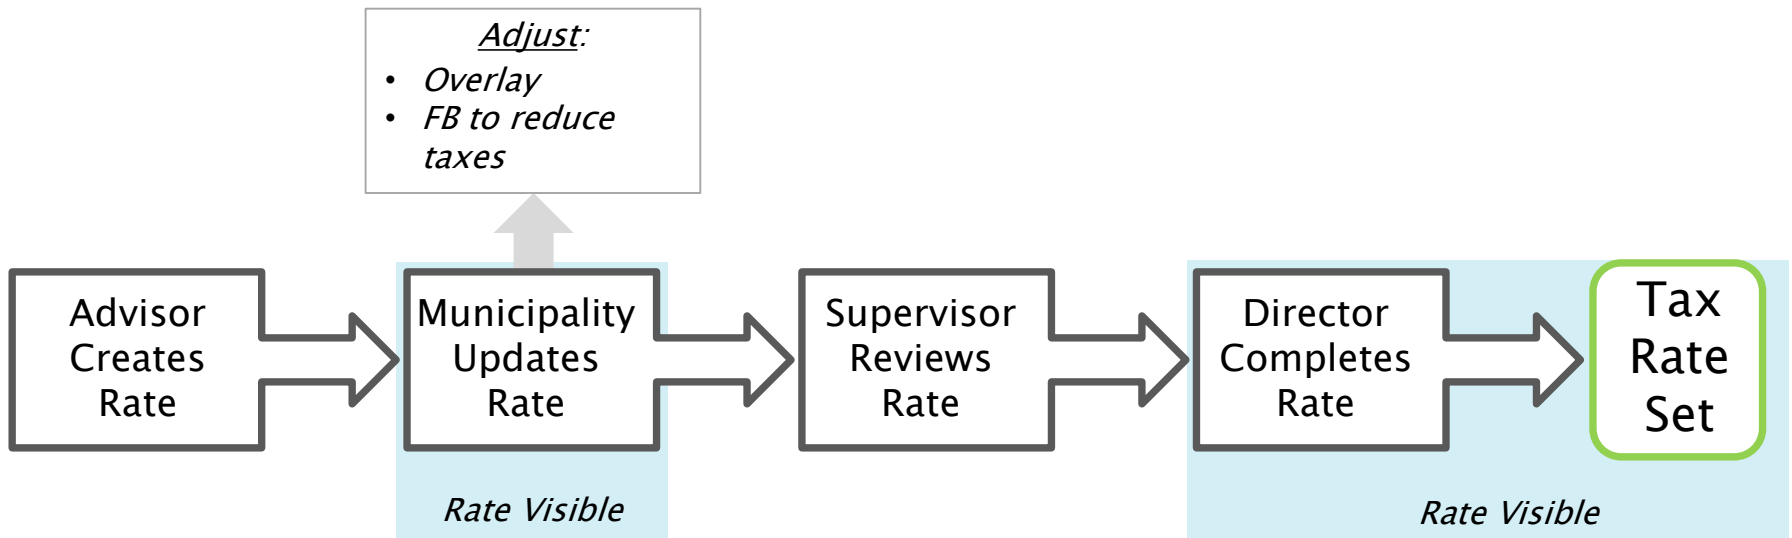 Adjust:
• Overlay
• FB to reduce
taxes
Advisor
Creates
Rate
Municipality
Updates
Rate
Supervisor
Reviews
Rate
Director
Completes
Rate
Tax
Rate
Set
Rate Visible
Rate Visible